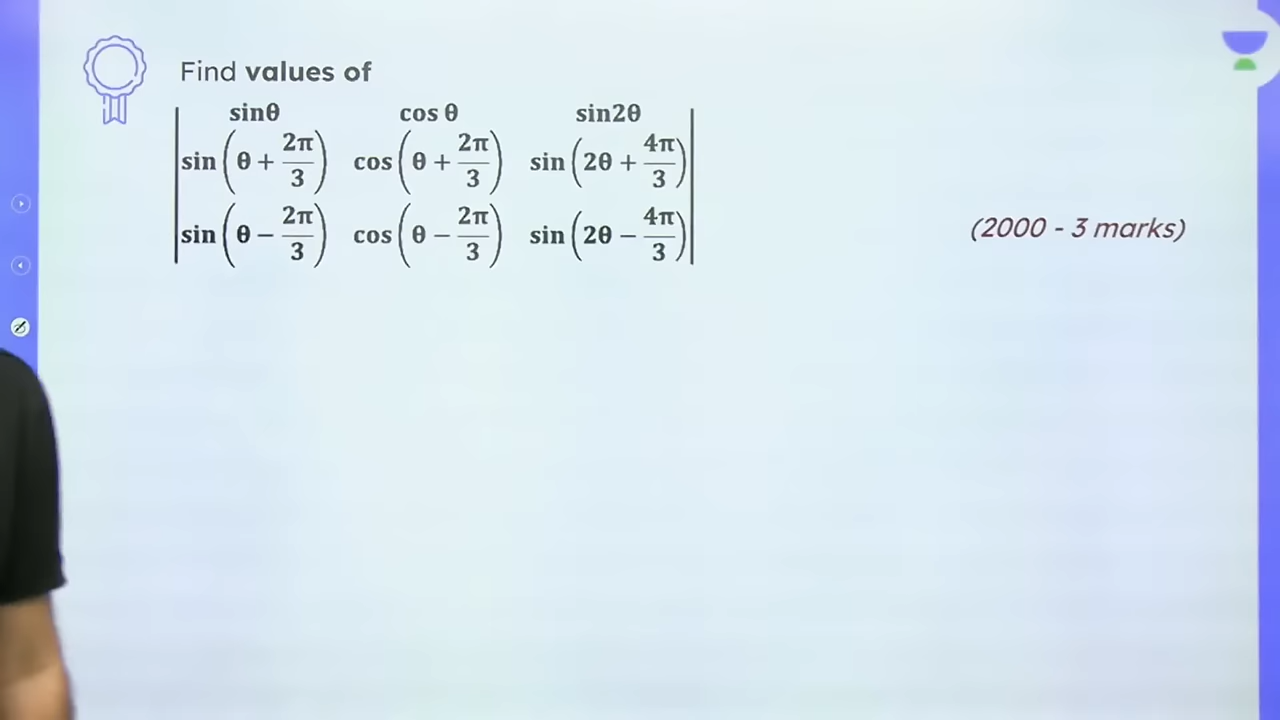 Find values of
sinθ cos θ sin2θ
sin(θ + 2π/3) cos(θ + 2π/3) sin(2θ + 4π/3)
sin(θ − 2π/3) cos(θ − 2π/3) sin(2θ − 4π/3)
(2000 - 3 marks)